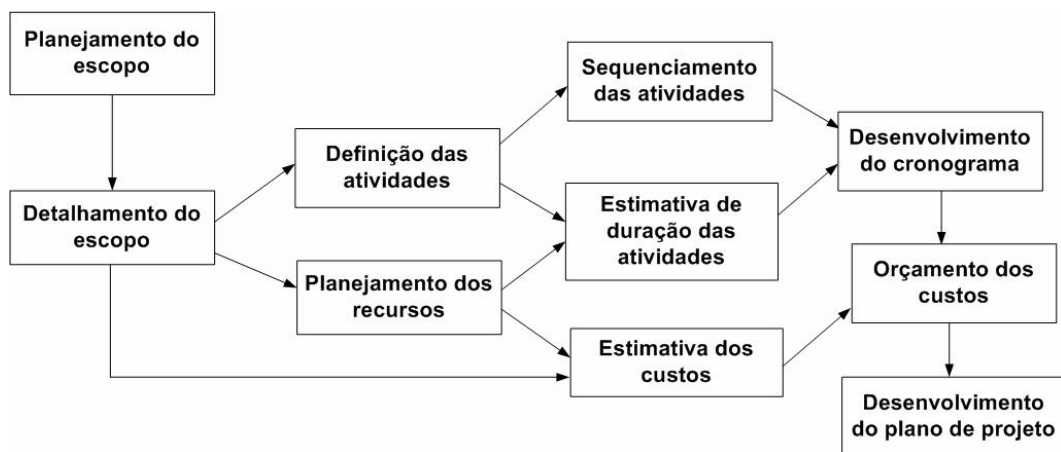 Planejamento do
escopo
Detalhamento do
escopo
Definição das
atividades
Planejamento dos
recursos
Sequenciamento
das atividades
Estimativa de
duração das
atividades
Estimativa dos
custos
Desenvolvimento
do cronograma
Orçamento dos
custos
Desenvolvimento
do plano de projeto